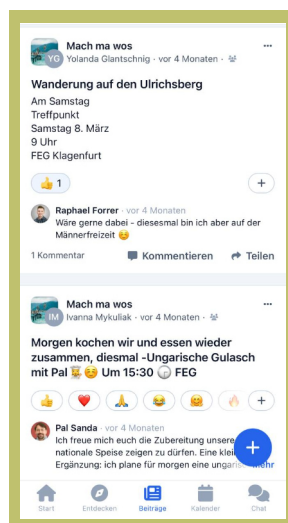 Mach ma wos
YG Yolanda Glantschnig · vor 4 Monaten ·
Wanderung auf den Ulrichsberg
Am Samstag
Treffpunkt
Samstag 8. März
9 Uhr
FEG Klagenfurt
👍 1
+
Raphael Forrer · vor 4 Monaten
Wäre gerne dabei - diesesmal bin ich aber auf der
Männerfreizeit 😊
1 Kommentar Kommentieren Teilen
Mach ma wos
IM Ivanna Mykuliak · vor 4 Monaten ·
Morgen kochen wir und essen wieder
zusammen, diesmal -Ungarische Gulasch
mit Pal 🤴😊 Um 15:30 🕞 FEG
👍 ❤️ 🙏 😂 🤗 🔥 +
Pal Sanda · vor 4 Monaten
Ich freue mich euch die Zubereitung unsere
nationale Speise zeigen zu dürfen. Eine
Ergänzung: ich plane für morgen eine
+
Start Entdecken Beiträge Kalender Chat